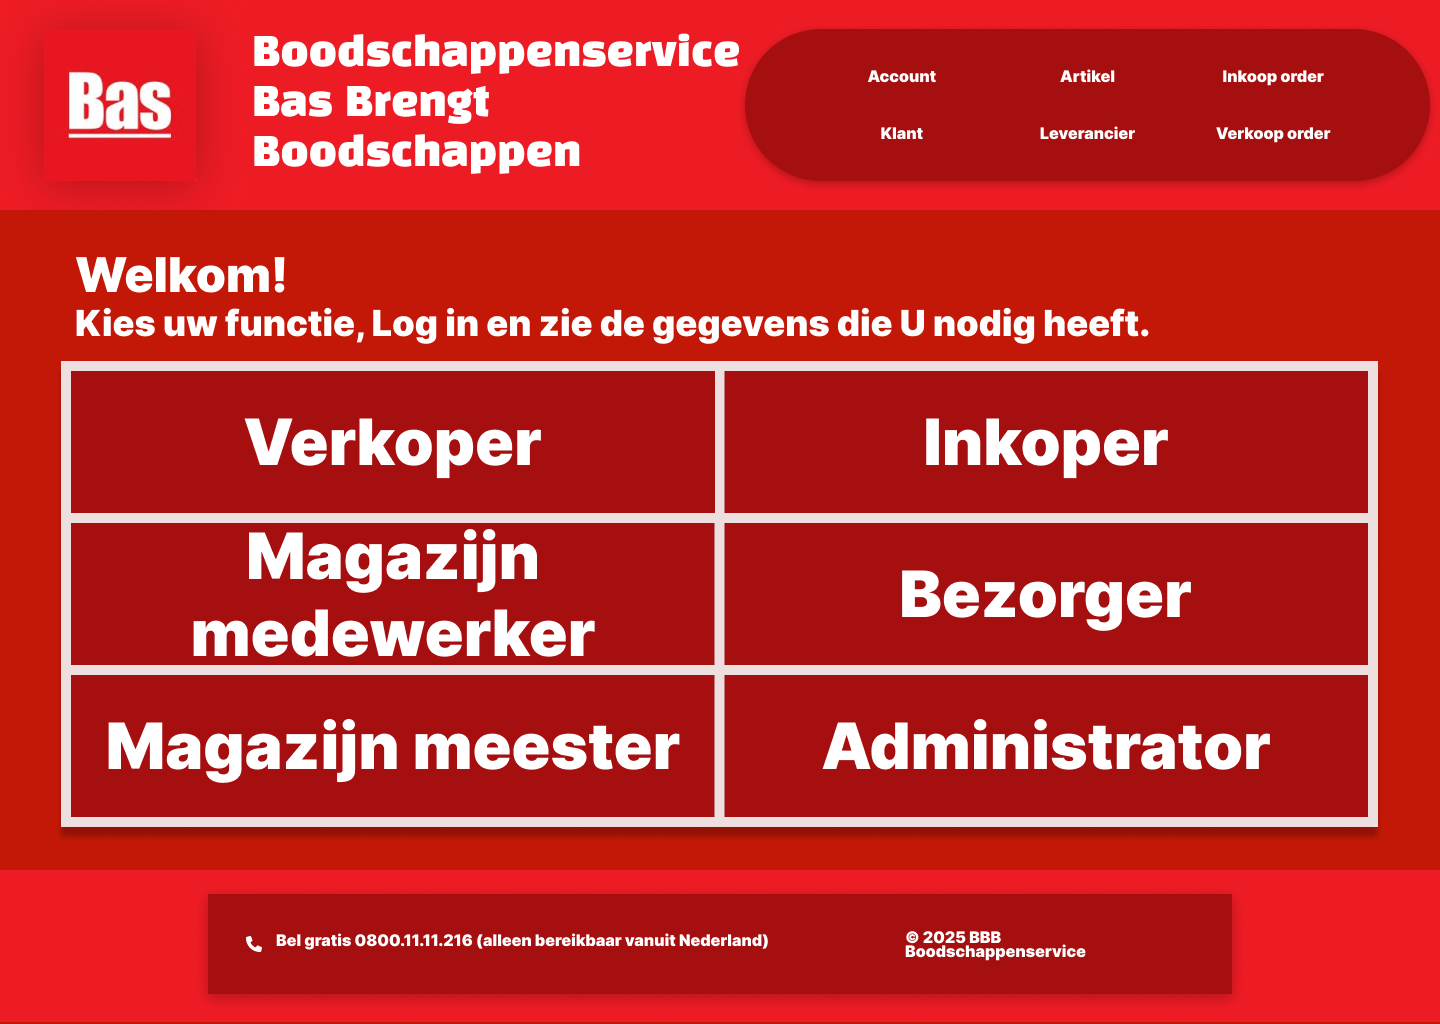 Bas
Boodschappenservice
Bas Brengt
Boodschappen
Account
Artikel
Inkoop order
Klant
Leverancier
Verkoop order
Welkom!
Kies uw functie, Log in en zie de gegevens die U nodig heeft.
Verkoper
Inkoper
Magazijn
medewerker
Bezorger
Magazijn meester
Administrator
Bel gratis 0800.11.11.216 (alleen bereikbaar vanuit Nederland)
© 2025 BBB
Boodschappenservice